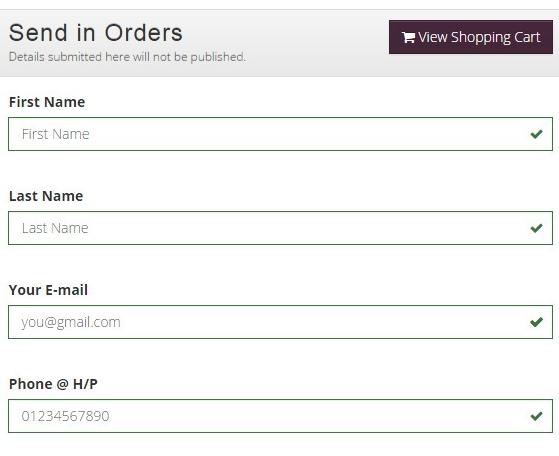 Send in Orders
View Shopping Cart
Details submitted here will not be published.
First Name
First Name
Last Name
Last Name
Your E-mail
you@gmail.com
Phone @ H/P
01234567890